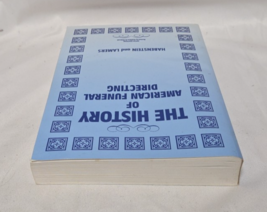 THE HISTORY
OF
AMERICAN FUNERAL
DIRECTING
HABENSTEIN and LAMERS